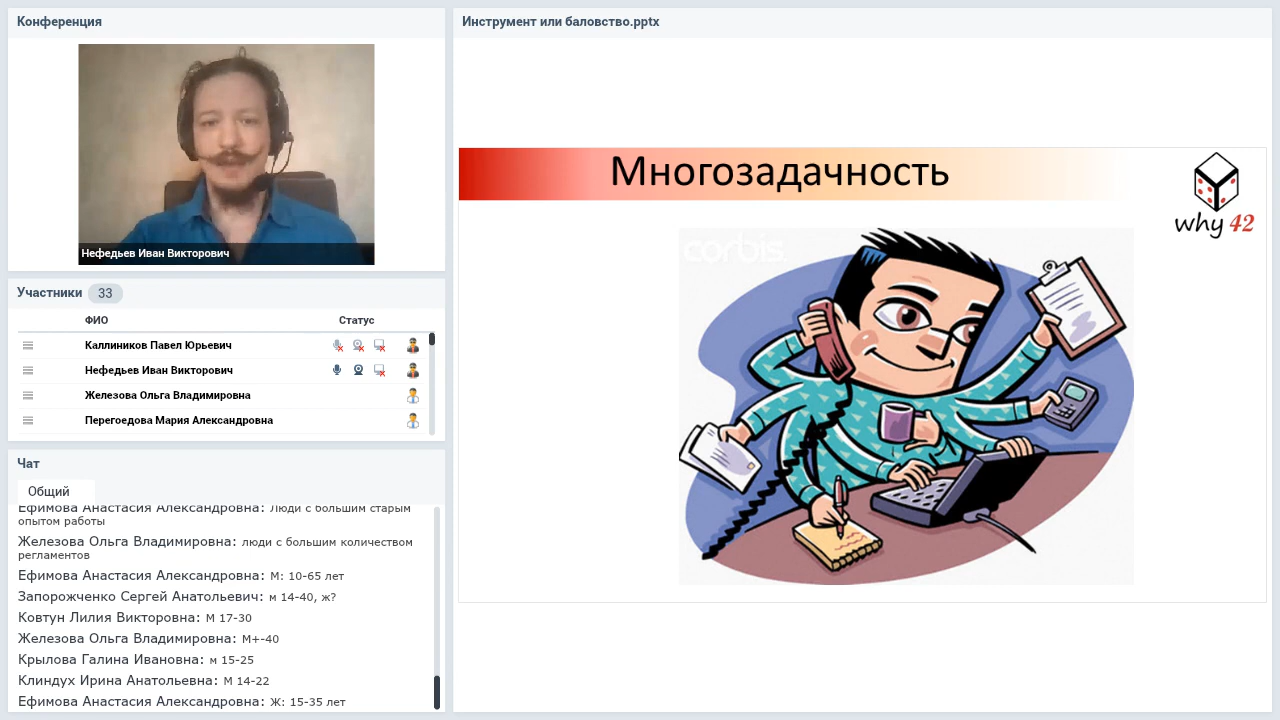 Конференция
Нефедьев Иван Викторович
Участники 33
ФИО Статус
Каллиников Павел Юрьевич
Нефедьев Иван Викторович
Железова Ольга Владимировна
Перегоедова Мария Александровна
Чат
Общий
Ефимова Анастасия Александровна: Люди с большим старым
опытом работы
Железова Ольга Владимировна: люди с большим количеством
регламентов
Ефимова Анастасия Александровна: М: 10-65 лет
Запорожченко Сергей Анатольевич: м 14-40, ж?
Ковтун Лилия Викторовна: М 17-30
Железова Ольга Владимировна: М+-40
Крылова Галина Ивановна: м 15-25
Клиндух Ирина Анатольевна: М 14-22
Ефимова Анастасия Александровна: Ж: 15-35 лет
Инструмент или баловство.pptx
Многозадачность
why 42
corbis